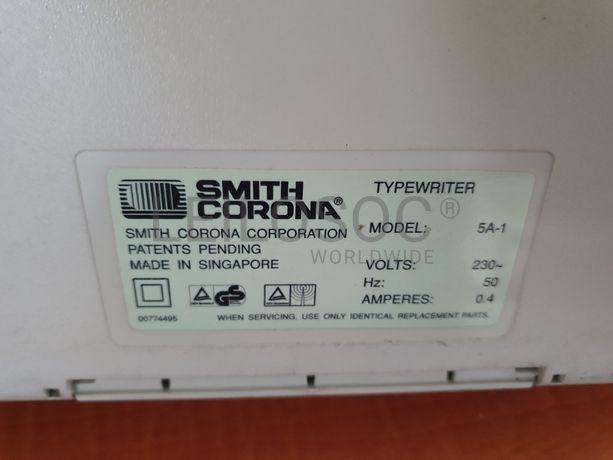 SMITH CORONA®
SMITH CORONA CORPORATION
PATENTS PENDING
MADE IN SINGAPORE
00774495
TYPEWRITER
MODEL: 5A-1
VOLTS: 230~
Hz: 50
AMPERES: 0.4
WHEN SERVICING, USE ONLY IDENTICAL REPLACEMENT PARTS.
WORLDWIDE